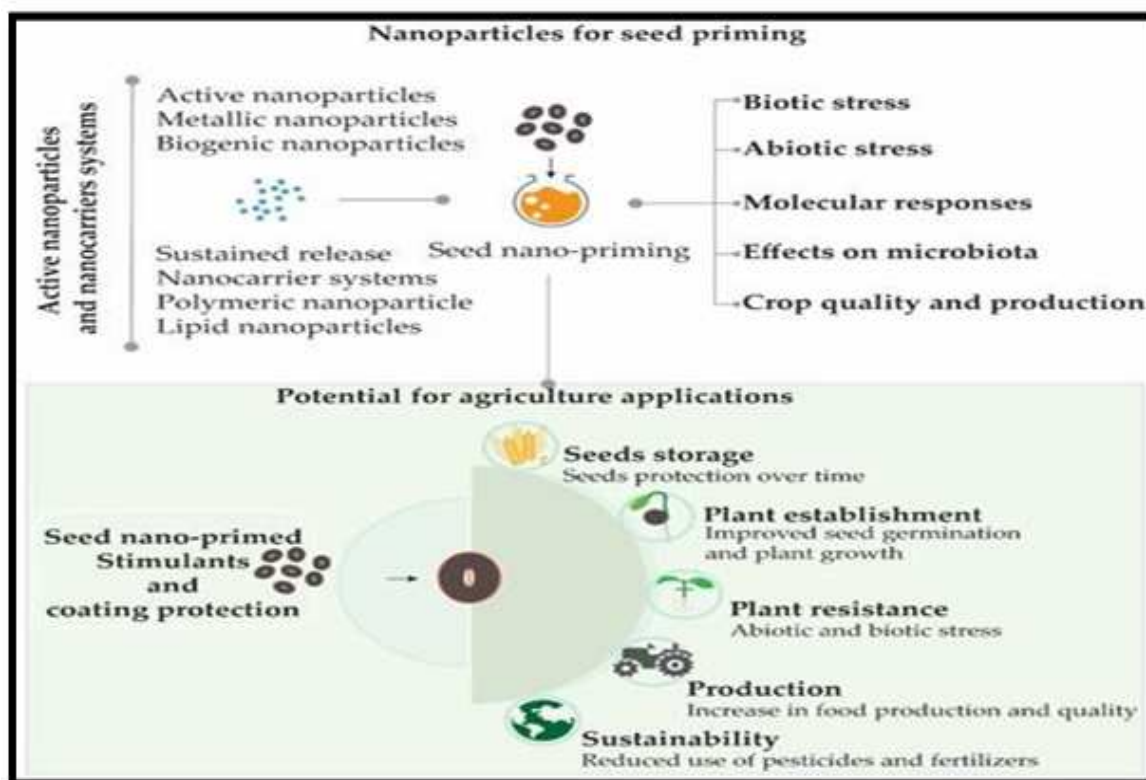 Nanoparticles for seed priming
Active nanoparticles
and nanocarriers systems
Active nanoparticles
Metallic nanoparticles
Biogenic nanoparticles
Sustained release
Nanocarrier systems
Polymeric nanoparticle
Lipid nanoparticles
Seed nano-priming
Biotic stress
Abiotic stress
Molecular responses
Effects on microbiota
Crop quality and production
Potential for agriculture applications
Seed nano-primed
Stimulants
and
coating protection
Seeds storage
Seeds protection over time
Plant establishment
Improved seed germination
and plant growth
Plant resistance
Abiotic and biotic stress
Production
Increase in food production and quality
Sustainability
Reduced use of pesticides and fertilizers